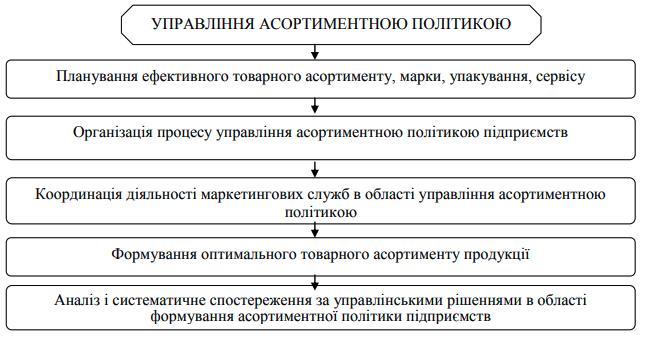 УПРАВЛІННЯ АСОРТИМЕНТНОЮ ПОЛІТИКОЮ
Планування ефективного товарного асортименту, марки, упакування, сервісу
Організація процесу управління асортиментною політикою підприємств
Координація діяльності маркетингових служб в області управління асортиментною
політикою
Формування оптимального товарного асортименту продукції
Аналіз і систематичне спостереження за управлінськими рішеннями в області
формування асортиментної політики підприємств